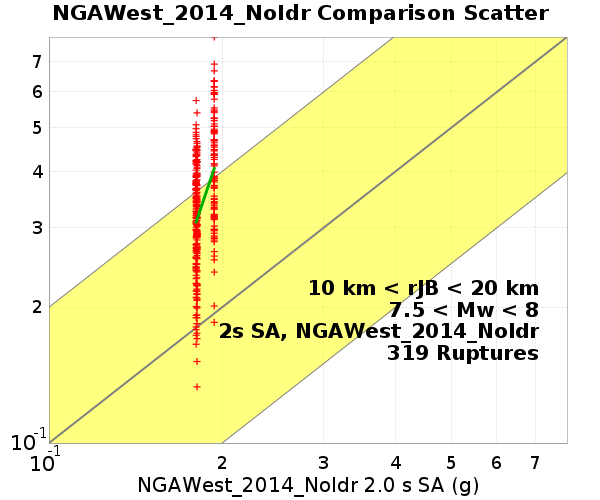 NGAWest_2014_NoIdr Comparison Scatter
7
6
5
4
3
2
10-1
10 km < rJB < 20 km
7.5 < Mw < 8
2s SA, NGAWest_2014_NoIdr
319 Ruptures
10-1 2 3 4 5 6 7
NGAWest_2014_NoIdr 2.0 s SA (g)